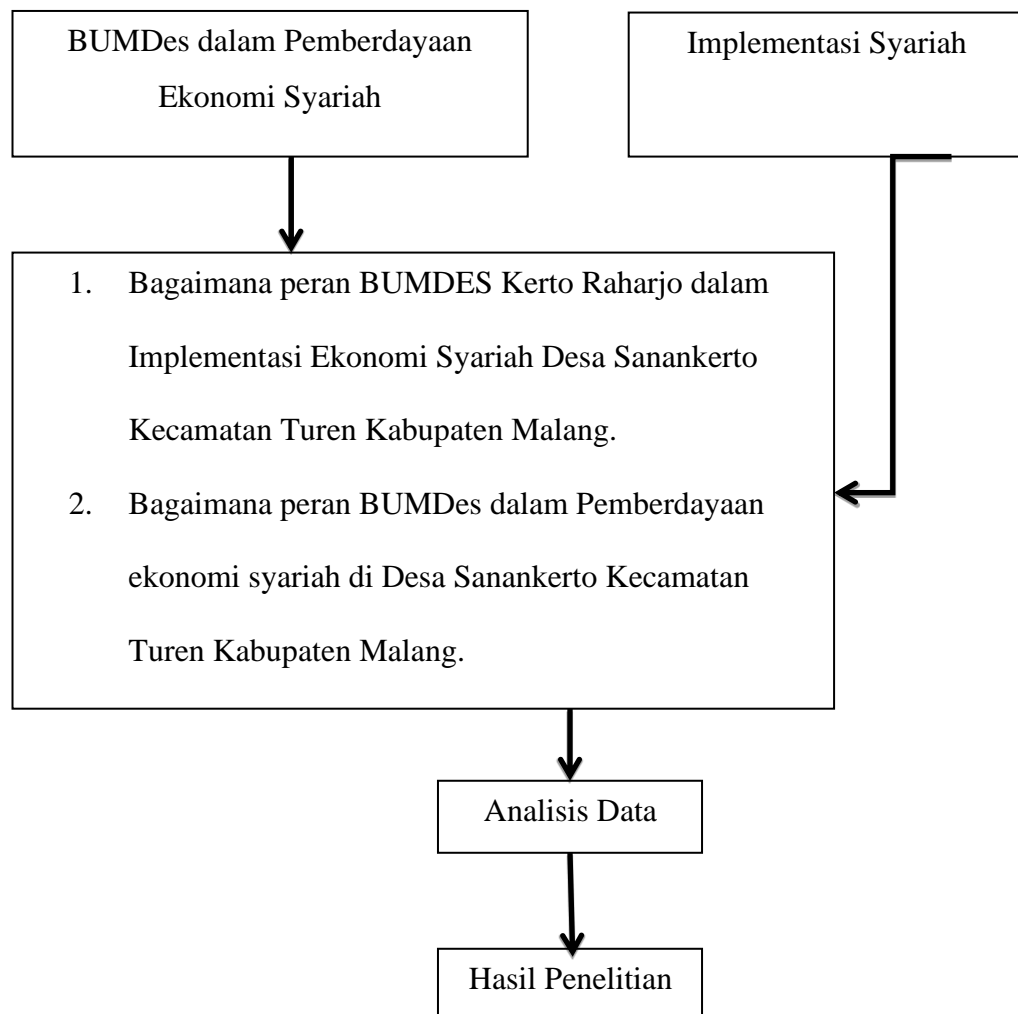 BUMDes dalam Pemberdayaan
Ekonomi Syariah
Implementasi Syariah
1. Bagaimana peran BUMDES Kerto Raharjo dalam
Implementasi Ekonomi Syariah Desa Sanankerto
Kecamatan Turen Kabupaten Malang.
2. Bagaimana peran BUMDes dalam Pemberdayaan
ekonomi syariah di Desa Sanankerto Kecamatan
Turen Kabupaten Malang.
Analisis Data
Hasil Penelitian